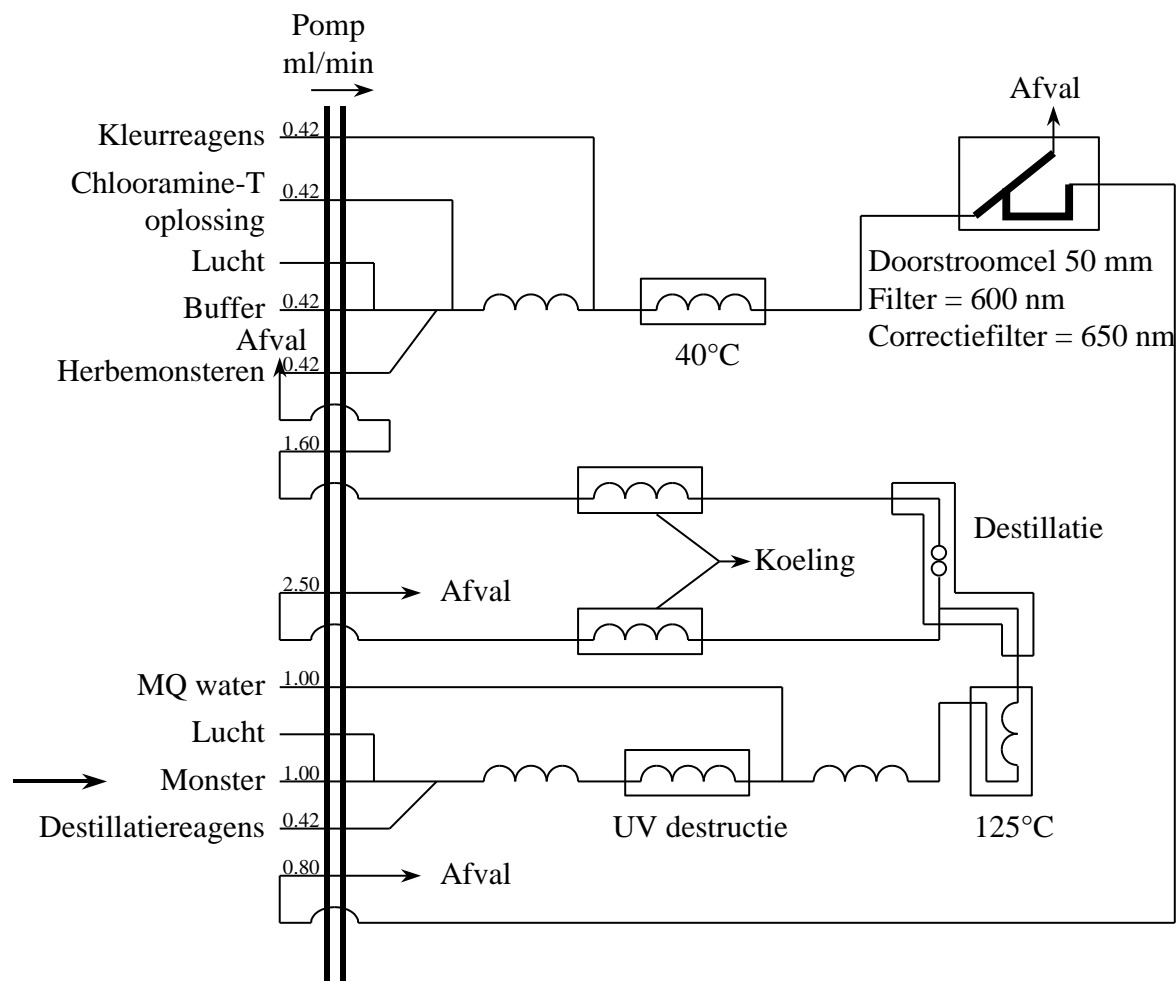 Pomp
ml/min
Afval
Kleurreagens 0.42
Chlooramine-T
oplossing
0.42
Lucht
Buffer 0.42
Doorstroomcel 50 mm
Filter = 600 nm
Correctiefilter = 650 nm
Afval
40°C
Herbemonsteren 0.42
1.60
Destillatie
Koeling
2.50
Afval
MQ water 1.00
Lucht
Monster 1.00
Destillatiereagens 0.42
UV destructie
125°C
0.80
Afval